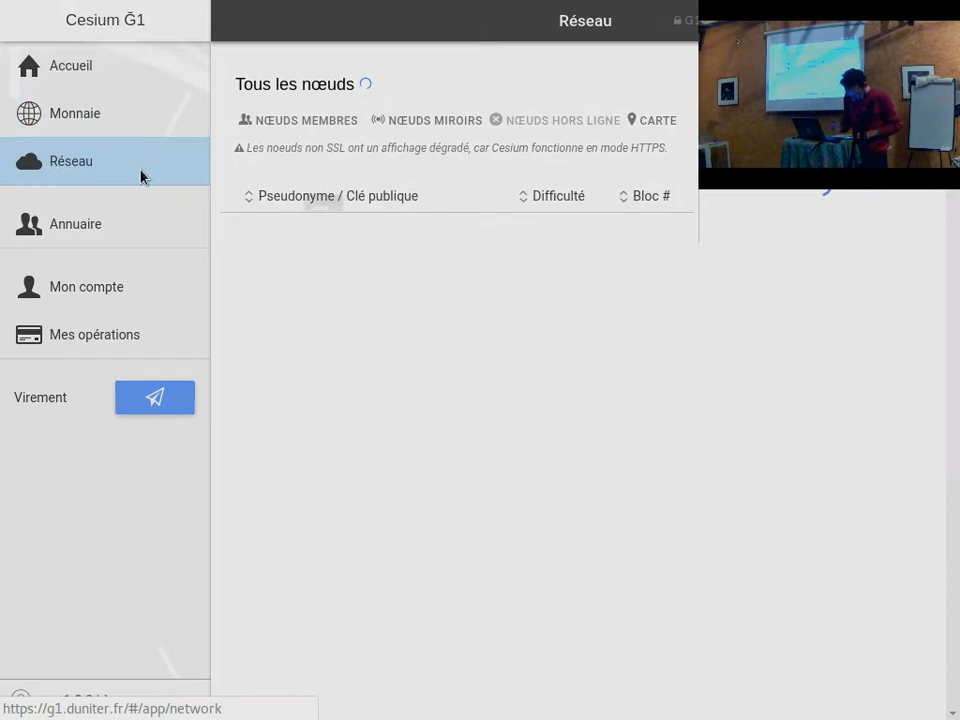 Cesium Ğ1
Réseau
G1
Accueil
Monnaie
Réseau
Annuaire
Mon compte
Mes opérations
Virement
Tous les nœuds
NŒUDS MEMBRES
NŒUDS MIROIRS
NŒUDS HORS LIGNE
CARTE
Les noeuds non SSL ont un affichage dégradé, car Cesium fonctionne en mode HTTPS.
Pseudonyme / Clé publique
Difficulté
Bloc #
https://g1.duniter.fr/#/app/network